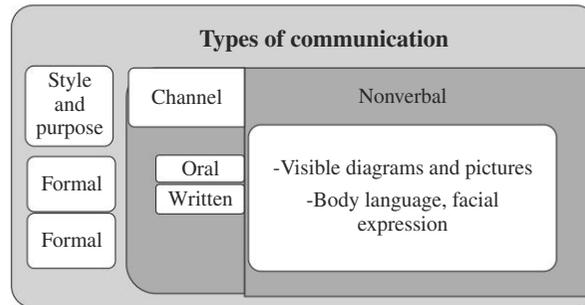 Types of communication
Style
and
purpose
Formal
Formal
Channel
Oral
Written
Nonverbal
-Visible diagrams and pictures
-Body language, facial
expression